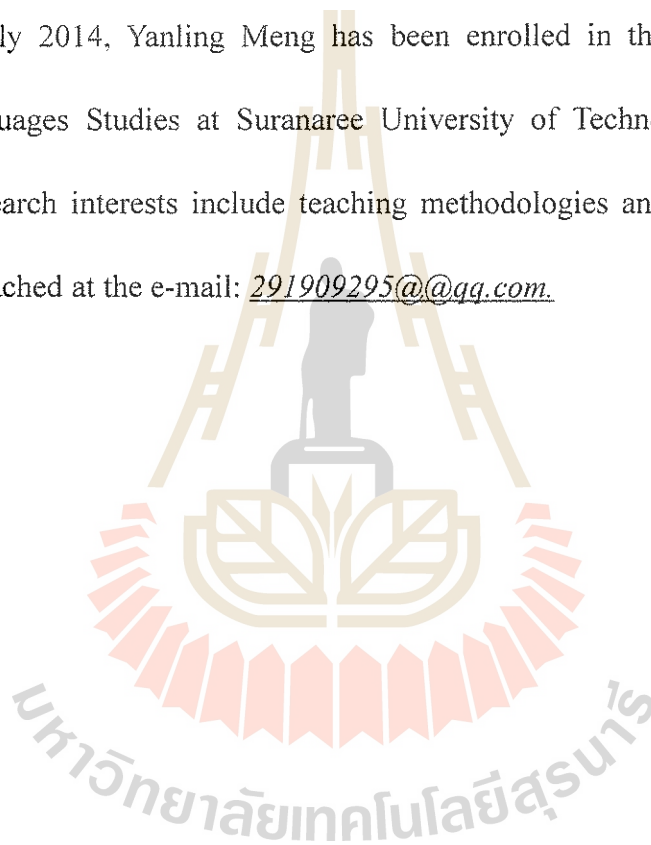 ly 2014, Yanling Meng has been enrolled in th
uages Studies at Suranaree University of Techn
earch interests include teaching methodologies an
ched at the e-mail: 291909295@@qq.com.
มหาวิทยาลัยเทคโนโลยีสุรนารี